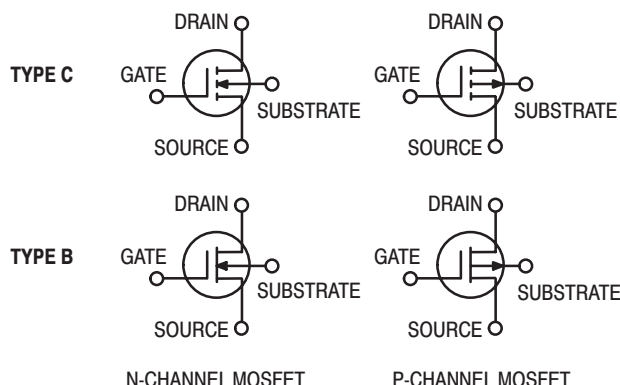 DRAIN DRAIN
TYPE C GATE GATE
SUBSTRATE SUBSTRATE
SOURCE SOURCE
DRAIN DRAIN
TYPE B GATE GATE
SUBSTRATE SUBSTRATE
SOURCE SOURCE
N-CHANNEL MOSFET P-CHANNEL MOSFET